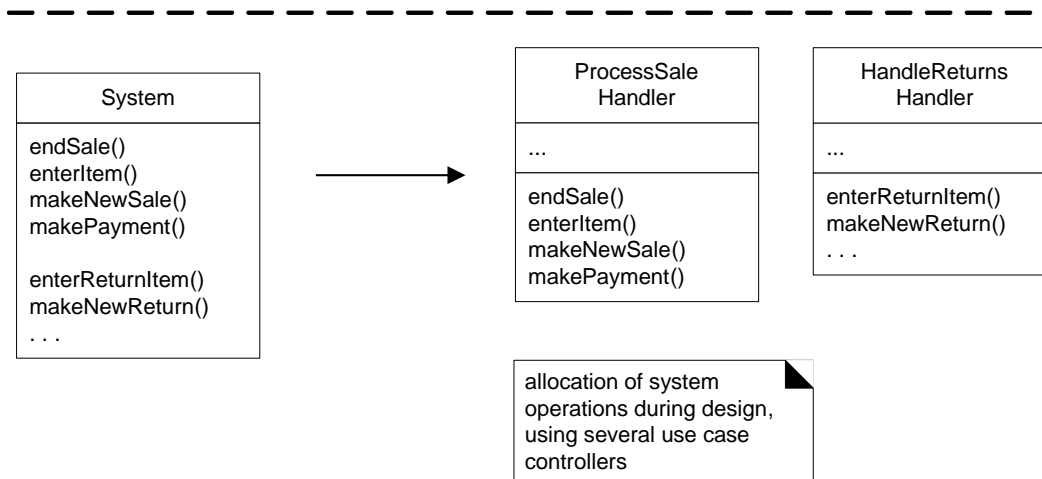 System
endSale()
enterItem()
makeNewSale()
makePayment()
enterReturnItem()
makeNewReturn()
. . .
ProcessSale
Handler
...
endSale()
enterItem()
makeNewSale()
makePayment()
HandleReturns
Handler
...
enterReturnItem()
makeNewReturn()
. . .
allocation of system
operations during design,
using several use case
controllers